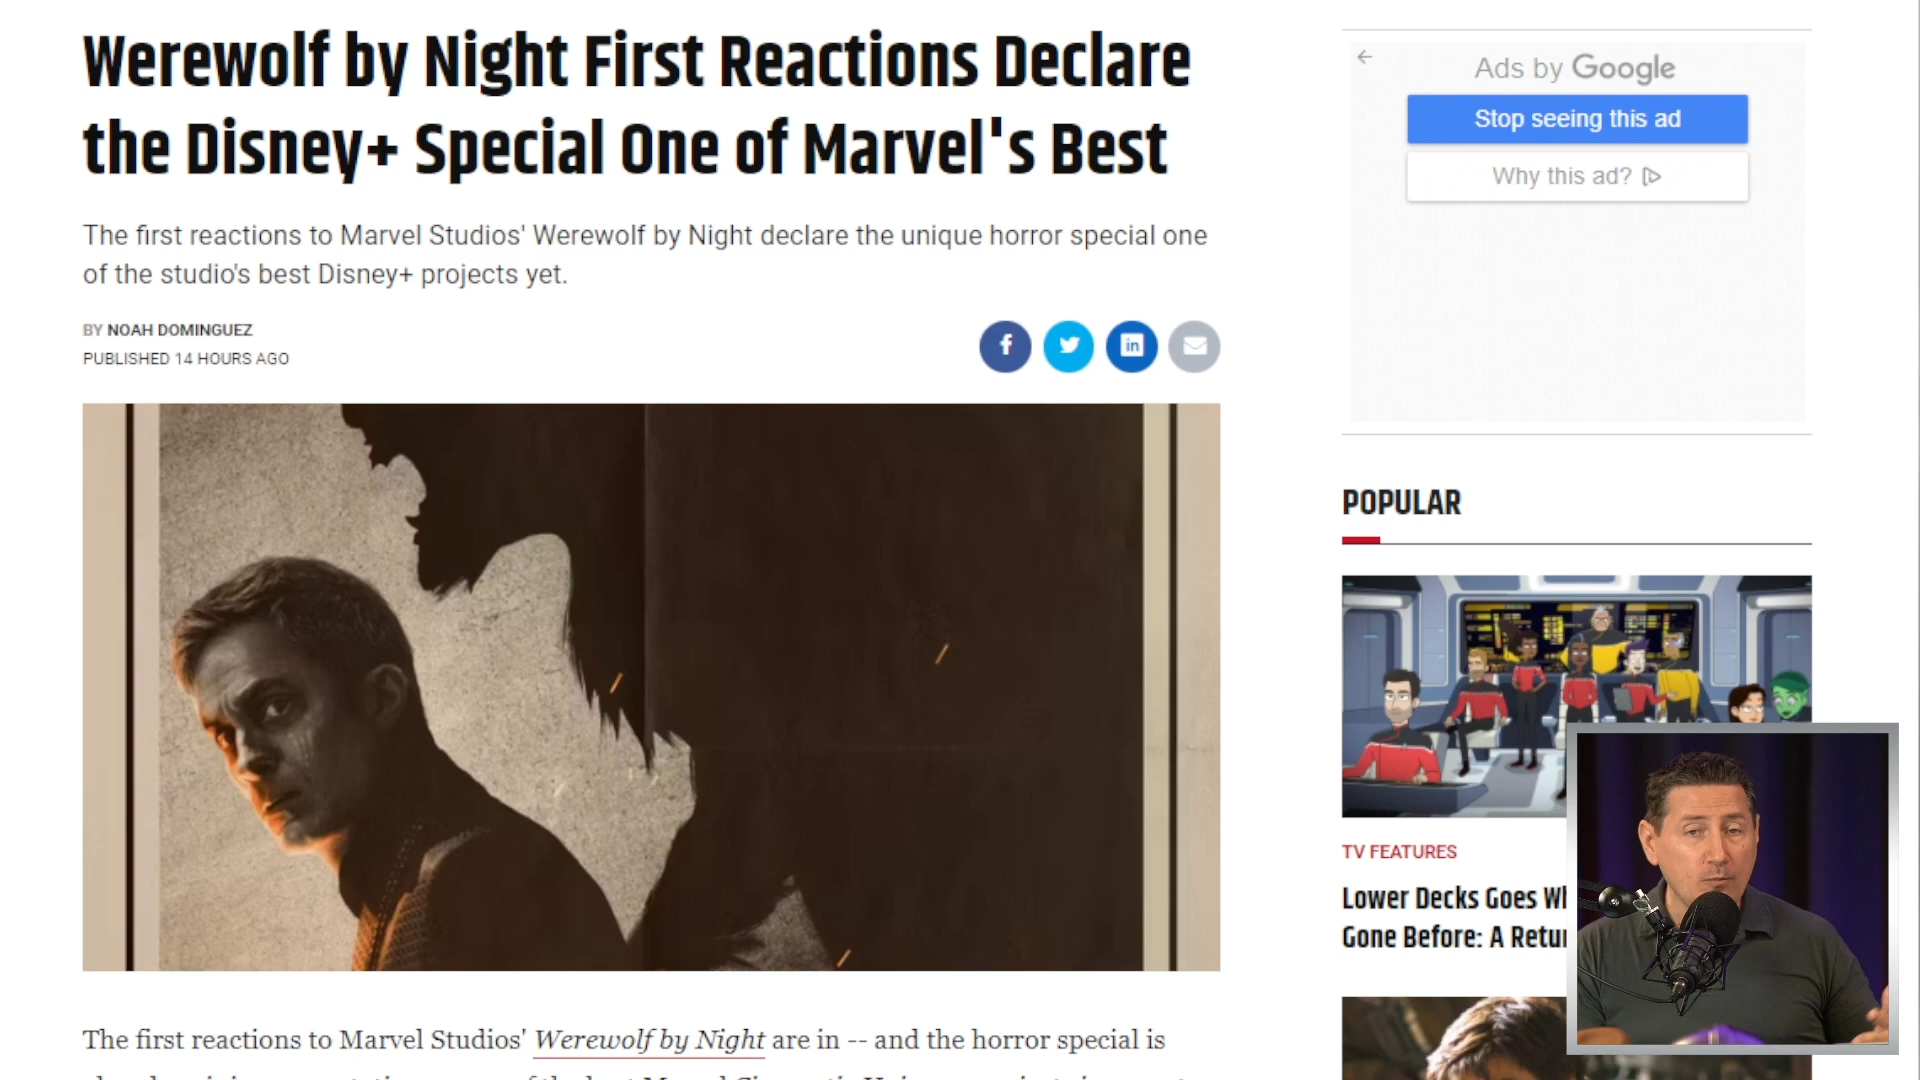 Werewolf by Night First Reactions Declare
the Disney+ Special One of Marvel's Best
The first reactions to Marvel Studios' Werewolf by Night declare the unique horror special one
of the studio's best Disney+ projects yet.
BY NOAH DOMINGUEZ
PUBLISHED 14 HOURS AGO
f
in
The first reactions to Marvel Studios' Werewolf by Night are in -- and the horror special is
Ads by Google
Stop seeing this ad
Why this ad?
POPULAR
TV FEATURES
Lower Decks Goes
Gone Before: A